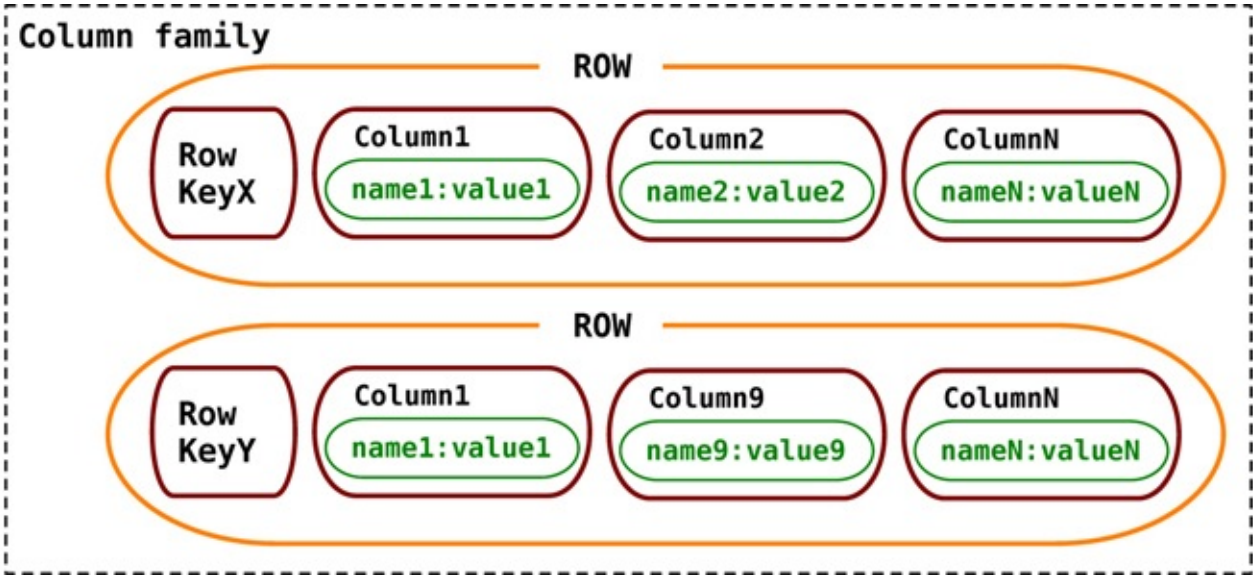 Column family
ROW
Row
KeyX
Column1
name1:value1
Column2
name2:value2
ColumnN
nameN:valueN
ROW
Row
KeyY
Column1
name1:value1
Column9
name9:value9
ColumnN
nameN:valueN